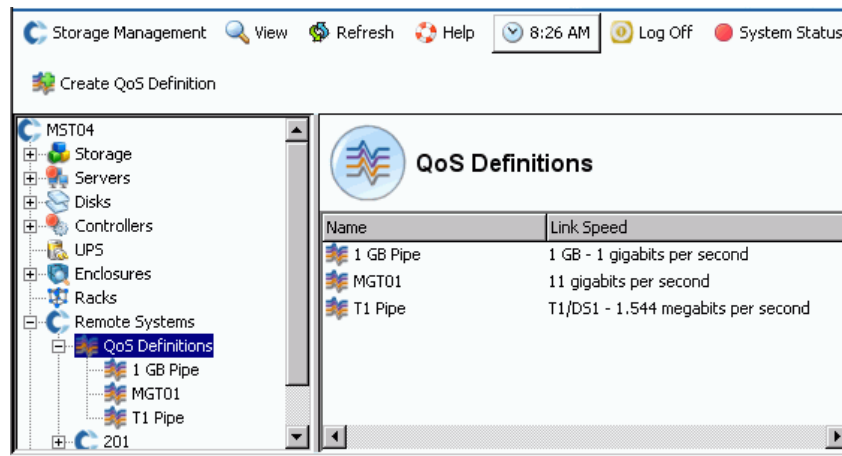 Storage Management View Refresh Help 8:26 AM Log Off System Status
Create QoS Definition
MST04
Storage
Servers
Disks
Controllers
UPS
Enclosures
Racks
Remote Systems
QoS Definitions
1 GB Pipe
MGT01
T1 Pipe
201
QoS Definitions
Name Link Speed
1 GB Pipe 1 GB - 1 gigabits per second
MGT01 11 gigabits per second
T1 Pipe T1/DS1 - 1.544 megabits per second